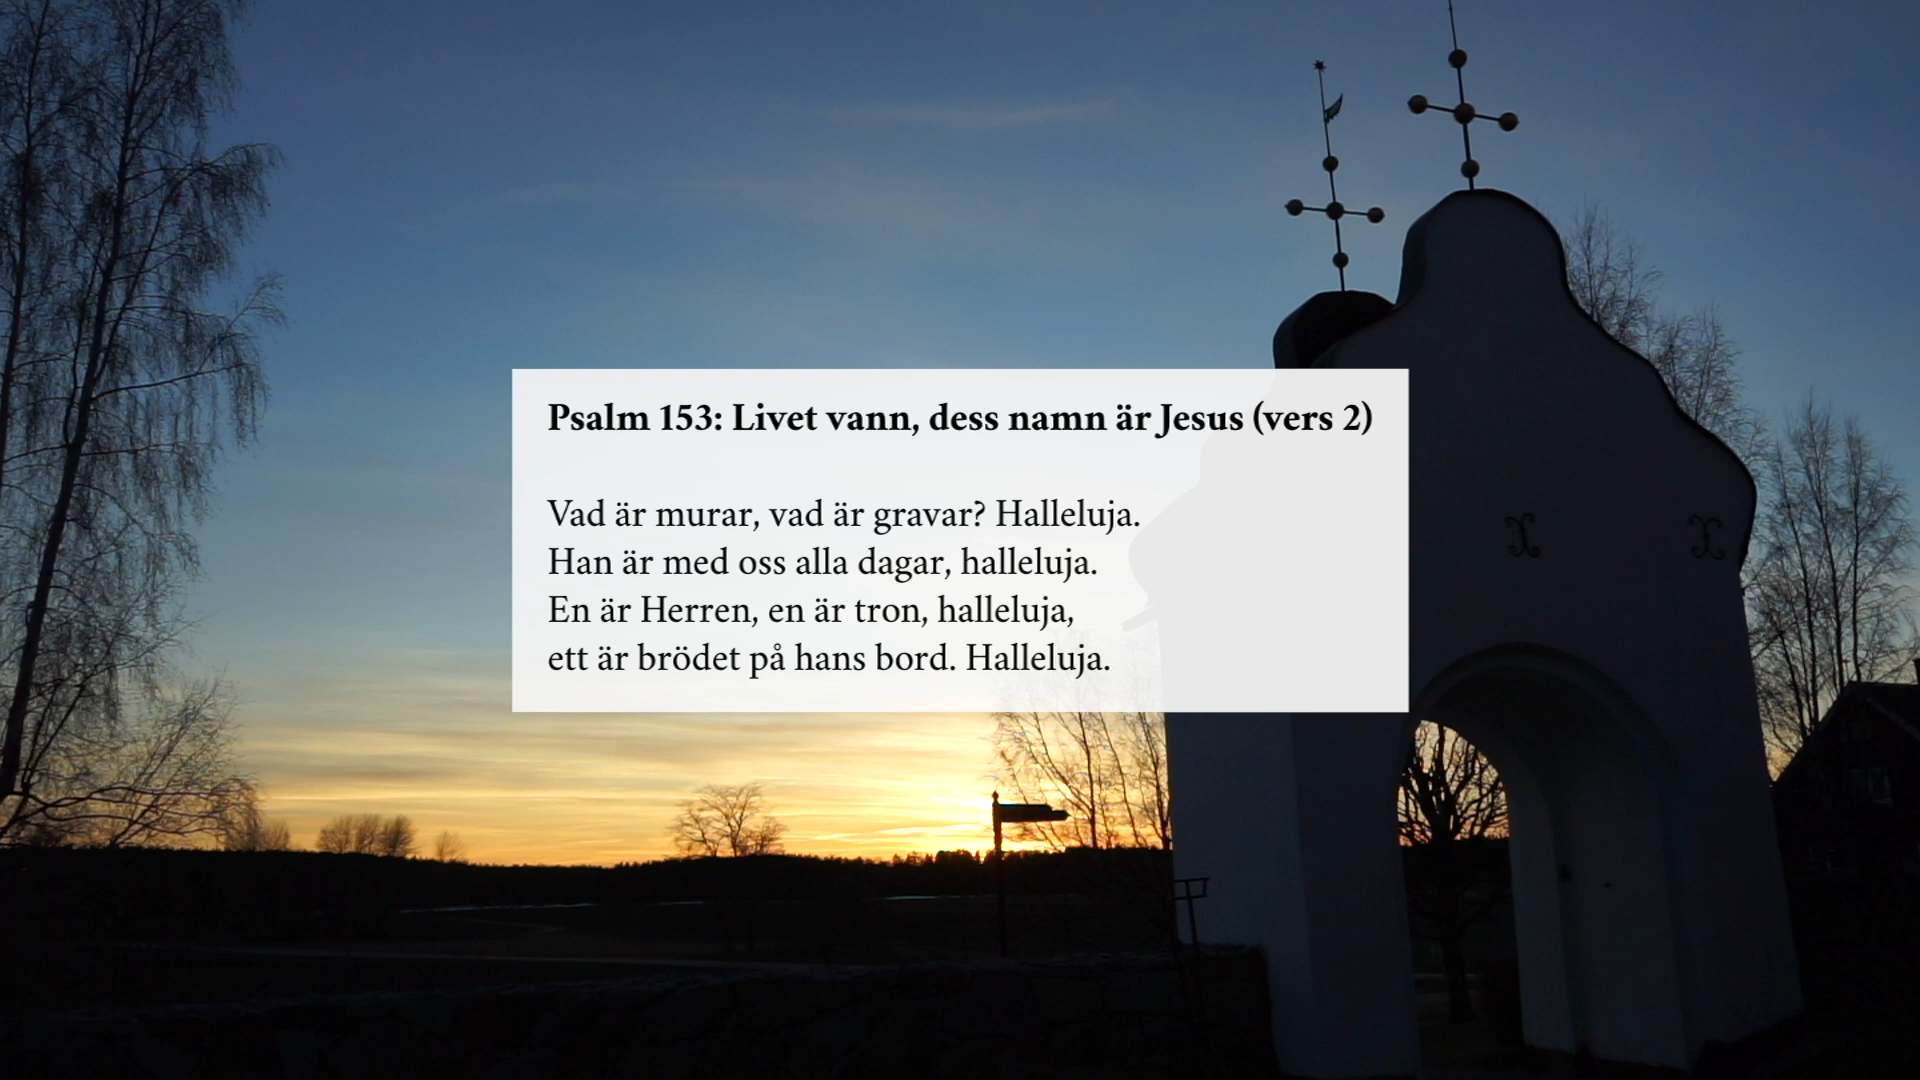 Psalm 153: Livet vann, dess namn är Jesus (vers 2)
Vad är murar, vad är gravar? Halleluja.
Han är med oss alla dagar, halleluja.
En är Herren, en är tron, halleluja,
ett är brödet på hans bord. Halleluja.